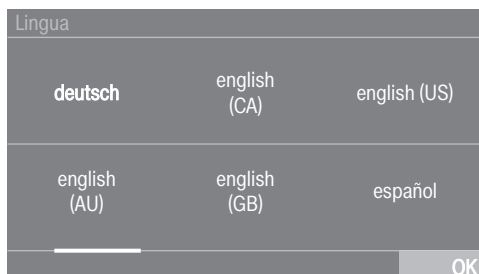 Lingua
deutsch
english
(CA)
english (US)
english
(AU)
english
(GB)
español
OK